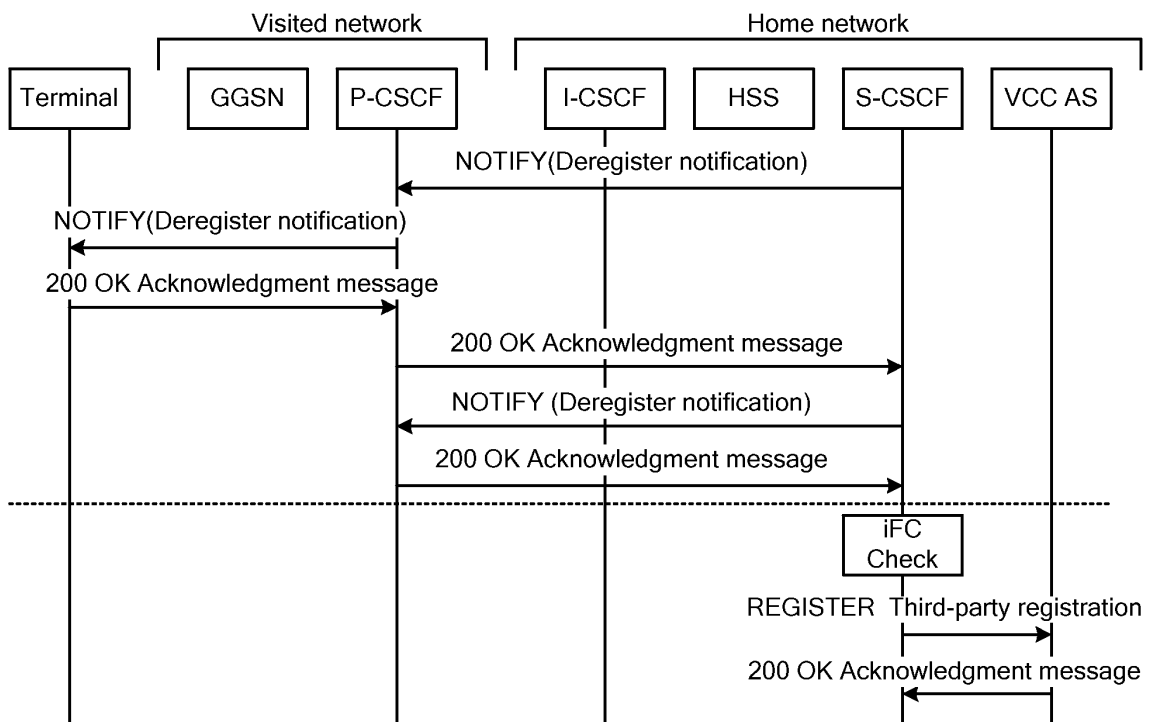 Visited network
Home network
Terminal
GGSN
P-CSCF
I-CSCF
HSS
S-CSCF
VCC AS
NOTIFY(Deregister notification)
NOTIFY(Deregister notification)
200 OK Acknowledgment message
200 OK Acknowledgment message
NOTIFY (Deregister notification)
200 OK Acknowledgment message
iFC
Check
REGISTER Third-party registration
200 OK Acknowledgment message